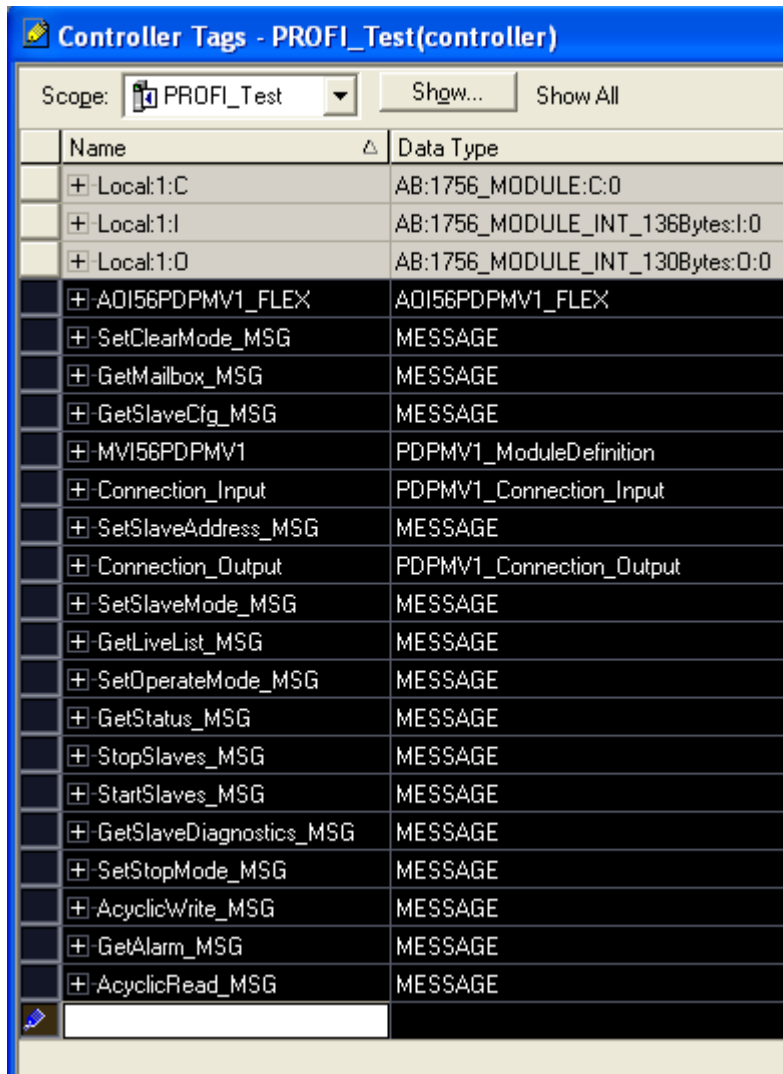 Controller Tags - PROFI_Test(controller)
Scope: PROFI_Test Show... Show All
Name Data Type
Local:1:C AB:1756_MODULE:C:0
Local:1:I AB:1756_MODULE_INT_136Bytes:I:0
Local:1:O AB:1756_MODULE_INT_130Bytes:O:0
AOI56PDPMV1_FLEX AOI56PDPMV1_FLEX
SetClearMode_MSG MESSAGE
GetMailbox_MSG MESSAGE
GetSlaveCfg_MSG MESSAGE
MVI56PDPMV1 PDPMV1_ModuleDefinition
Connection_Input PDPMV1_Connection_Input
SetSlaveAddress_MSG MESSAGE
Connection_Output PDPMV1_Connection_Output
SetSlaveMode_MSG MESSAGE
GetLiveList_MSG MESSAGE
SetOperateMode_MSG MESSAGE
GetStatus_MSG MESSAGE
StopSlaves_MSG MESSAGE
StartSlaves_MSG MESSAGE
GetSlaveDiagnostics_MSG MESSAGE
SetStopMode_MSG MESSAGE
AcyclicWrite_MSG MESSAGE
GetAlarm_MSG MESSAGE
AcyclicRead_MSG MESSAGE